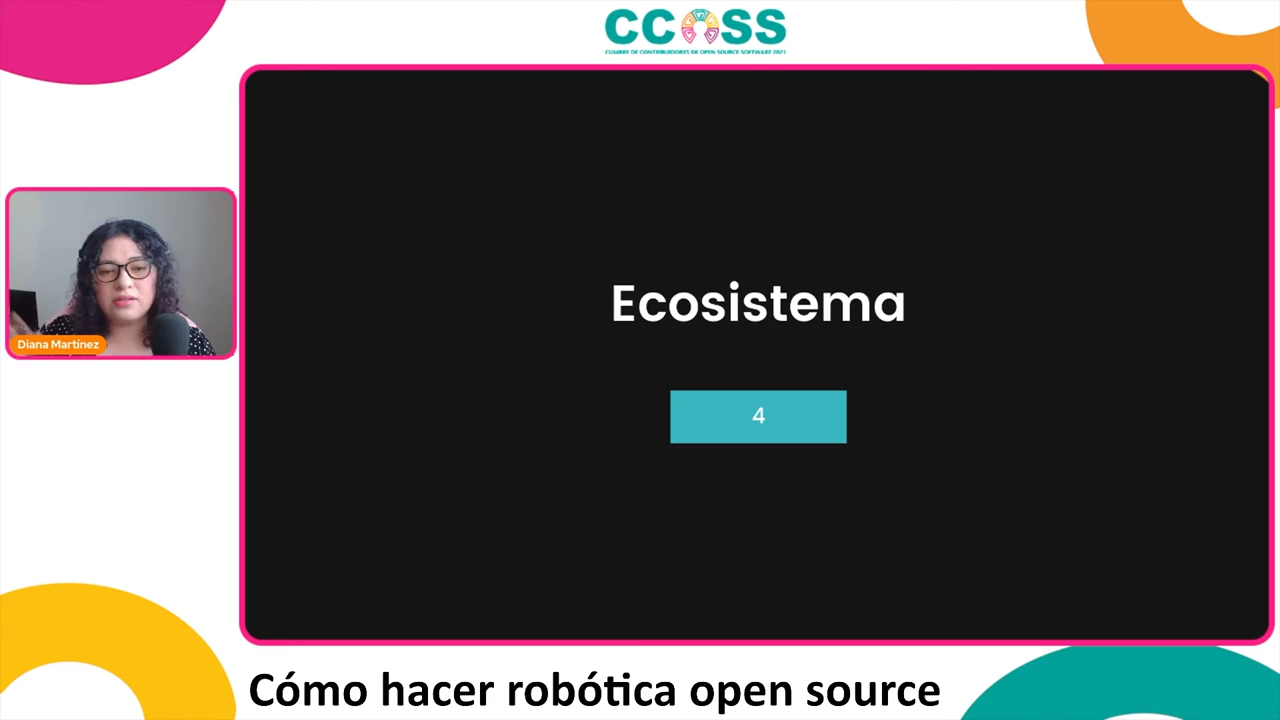 CCOSS
CUMBRE DE CONTRIBUIDORES DE OPEN SOURCE SOFTWARE 2021
Ecosistema
4
Diana Martínez
Cómo hacer robótica open source